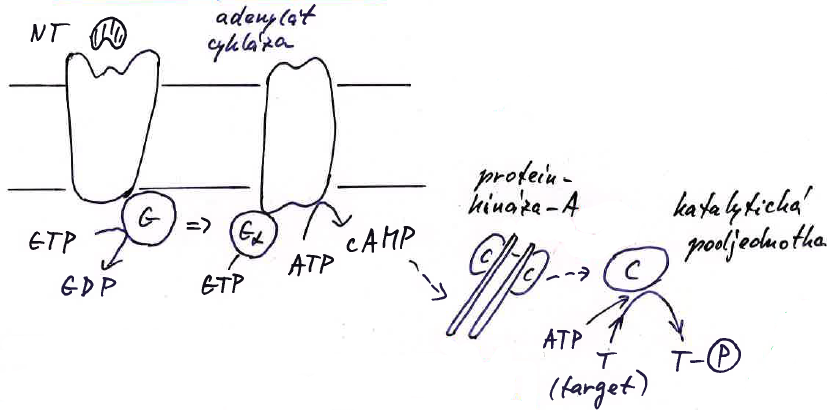 NT
adenylát
cykláza
G
GTP
GDP
=>
Gα
GTP
ATP
cAMP
protein-
kináza-A
C
C
katalytická
podjednotka
C
ATP
T
(target)
T-P